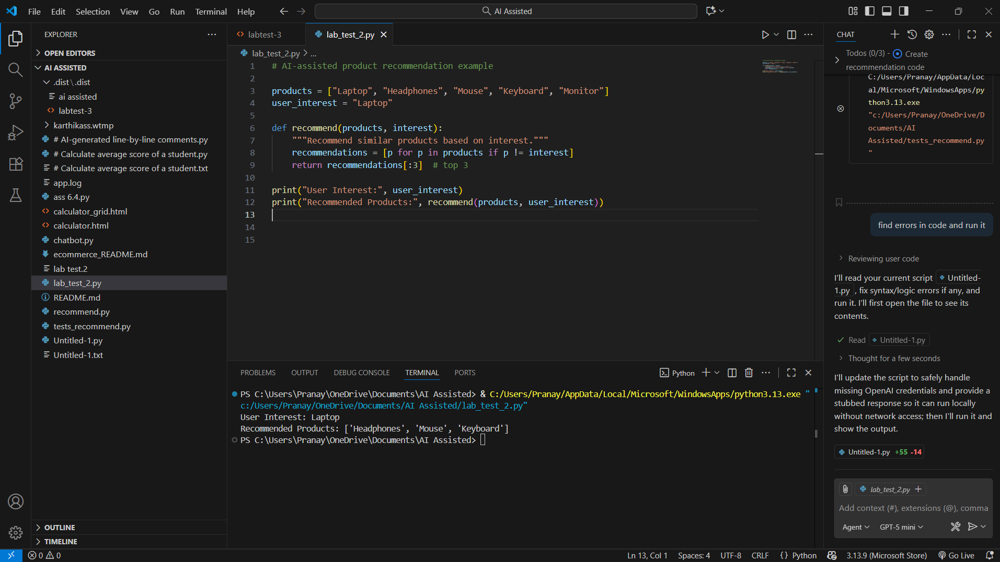 File Edit Selection View Go Run Terminal Help
AI Assisted
EXPLORER
OPEN EDITORS
AI ASSISTED
.dist\.dist
ai assisted
labtest-3
karthikass.wtmp
# AI-generated line-by-line comments.py
# Calculate average score of a student.py
# Calculate average score of a student.txt
app.log
ass 6.4.py
calculator_grid.html
calculator.html
chatbot.py
ecommerce_README.md
lab test.2
lab_test_2.py
README.md
recommend.py
tests_recommend.py
Untitled-1.py
Untitled-1.txt
OUTLINE
TIMELINE
labtest-3
lab_test_2.py
lab_test_2.py > ...
1 # AI-assisted product recommendation example
2
3 products = ["Laptop", "Headphones", "Mouse", "Keyboard", "Monitor"]
4 user_interest = "Laptop"
5
6 def recommend(products, interest):
7 """Recommend similar products based on interest."""
8 recommendations = [p for p in products if p != interest]
9 return recommendations[:3] # top 3
10
11 print("User Interest:", user_interest)
12 print("Recommended Products:", recommend(products, user_interest))
13
14
15
PROBLEMS OUTPUT DEBUG CONSOLE TERMINAL PORTS
Python
PS C:\Users\Pranay\OneDrive\Documents\AI Assisted> & C:/Users/Pranay/AppData/Local/Microsoft/WindowsApps/python3.13.exe "
c:/Users/Pranay/OneDrive/Documents/AI Assisted/lab_test_2.py"
User Interest: Laptop
Recommended Products: ['Headphones', 'Mouse', 'Keyboard']
PS C:\Users\Pranay\OneDrive\Documents\AI Assisted>
CHAT
Todos (0/3) - Create
recommendation code
C:/Users/Pranay/AppData/Loc
al/Microsoft/WindowsApps/py
thon3.13.exe
"c:/Users/Pranay/OneDrive/D
ocuments/AI
Assisted/tests_recommend.py
"
find errors in code and run it
Reviewing user code
I'll read your current script Untitled-
1.py , fix syntax/logic errors if any, and
run it. I'll first open the file to see its
contents.
Read Untitled-1.py
Thought for a few seconds
I'll update the script to safely handle
missing OpenAI credentials and provide a
stubbed response so it can run locally
without network access; then I'll run it and
show the output.
Untitled-1.py +55 -14
lab_test_2.py
Add context (#), extensions (@), comma
Agent GPT-5 mini
0 0
Ln 13, Col 1 Spaces: 4 UTF-8 CRLF {} Python 3.13.9 (Microsoft Store) Go Live